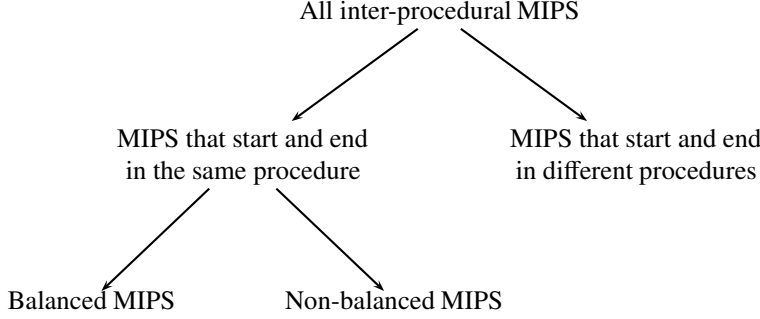 All inter-procedural MIPS
MIPS that start and end
in the same procedure
MIPS that start and end
in different procedures
Balanced MIPS
Non-balanced MIPS